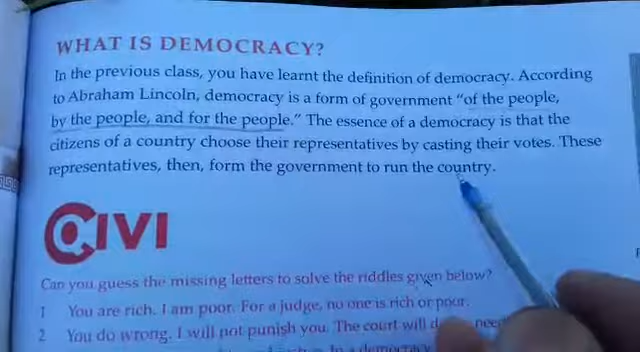 WHAT IS DEMOCRACY?
In the previous class, you have learnt the definition of democracy. According
to Abraham Lincoln, democracy is a form of government “of the people,
by the people, and for the people.” The essence of a democracy is that the
citizens of a country choose their representatives by casting their votes. These
representatives, then, form the government to run the country.
QIVI
Can you guess the missing letters to solve the riddles given below?
1 You are rich. I am poor. For a judge, no one is rich or poor.
2 You do wrong. I will not punish you. The court will
In a democracy